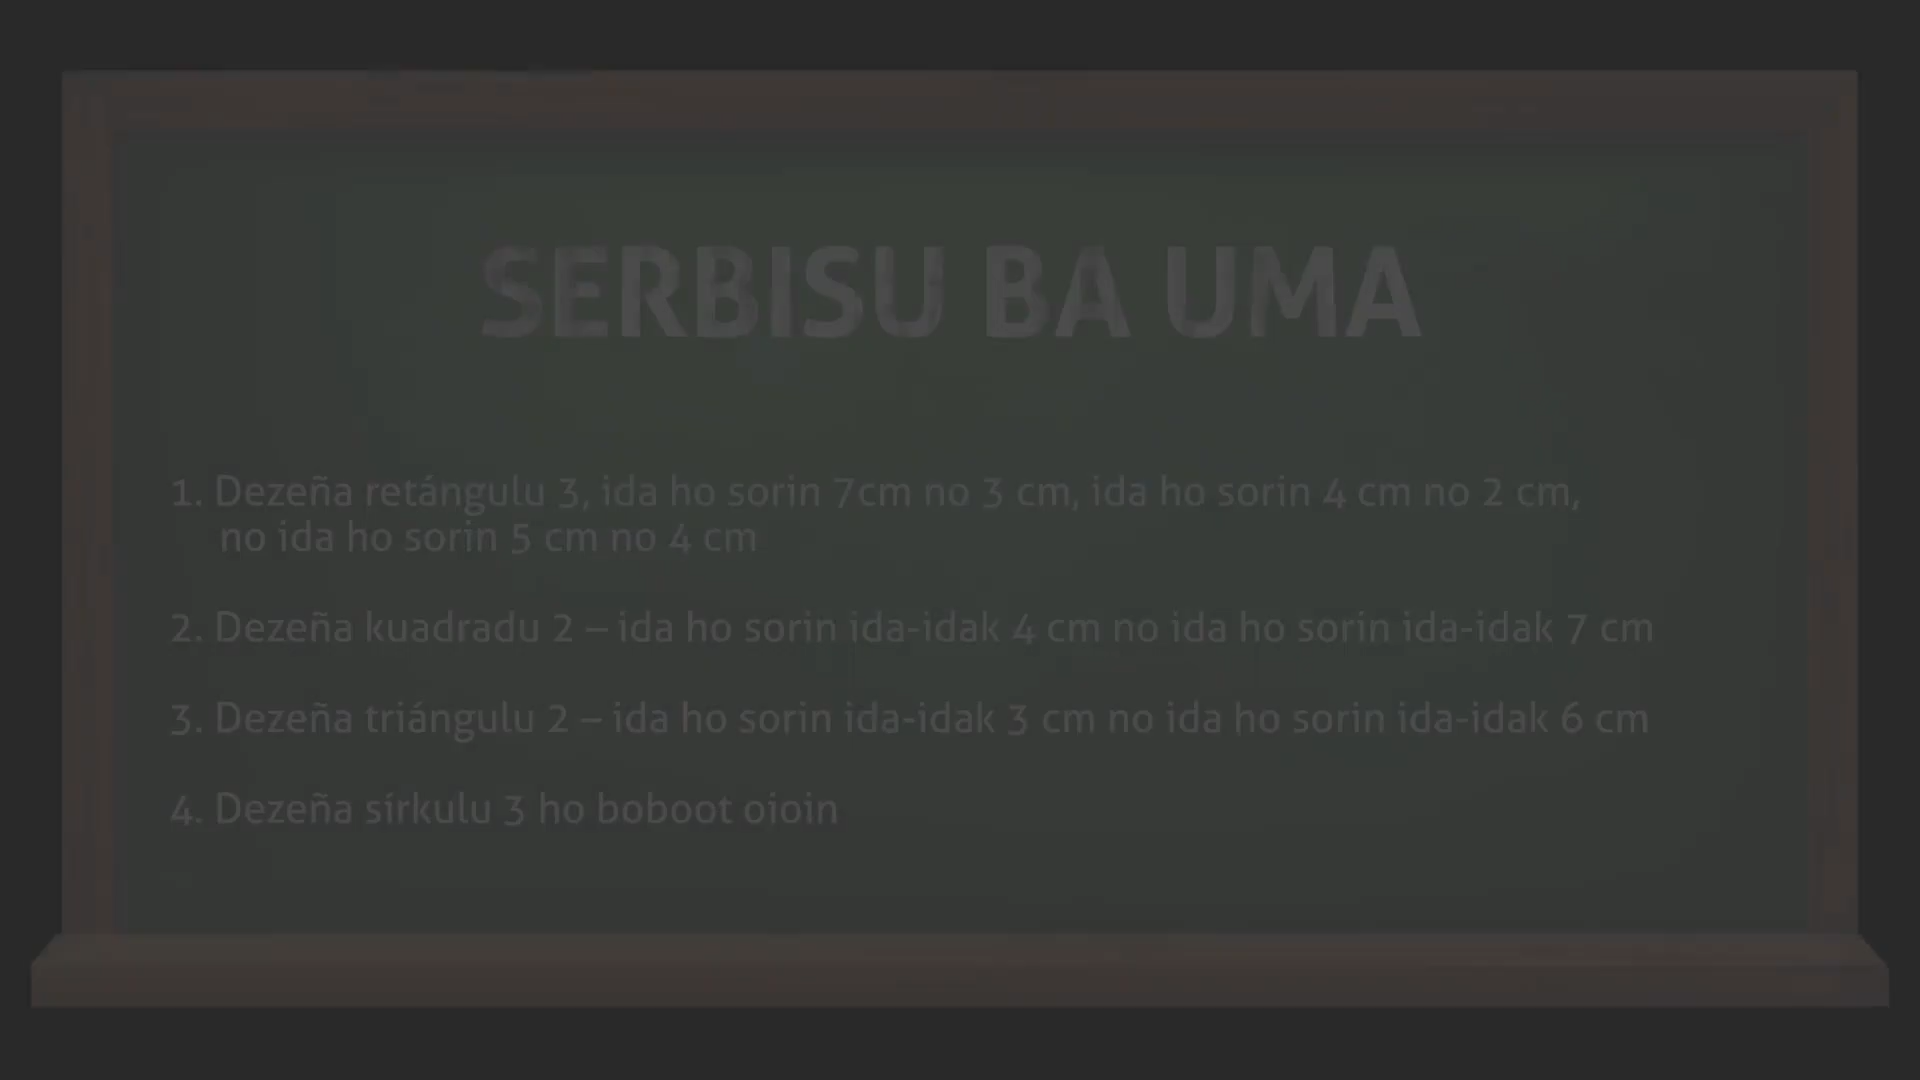 SERBISU BA UMA
1. Dezeña retángulu 3, ida ho sorin 7cm no 3 cm, ida ho sorin 4 cm no 2 cm,
no ida ho sorin 5 cm no 4 cm
2. Dezeña kuadradu 2 – ida ho sorin ida-idak 4 cm no ida ho sorin ida-idak 7 cm
3. Dezeña triángulu 2 – ida ho sorin ida-idak 3 cm no ida ho sorin ida-idak 6 cm
4. Dezeña sírkulu 3 ho boboot oioin